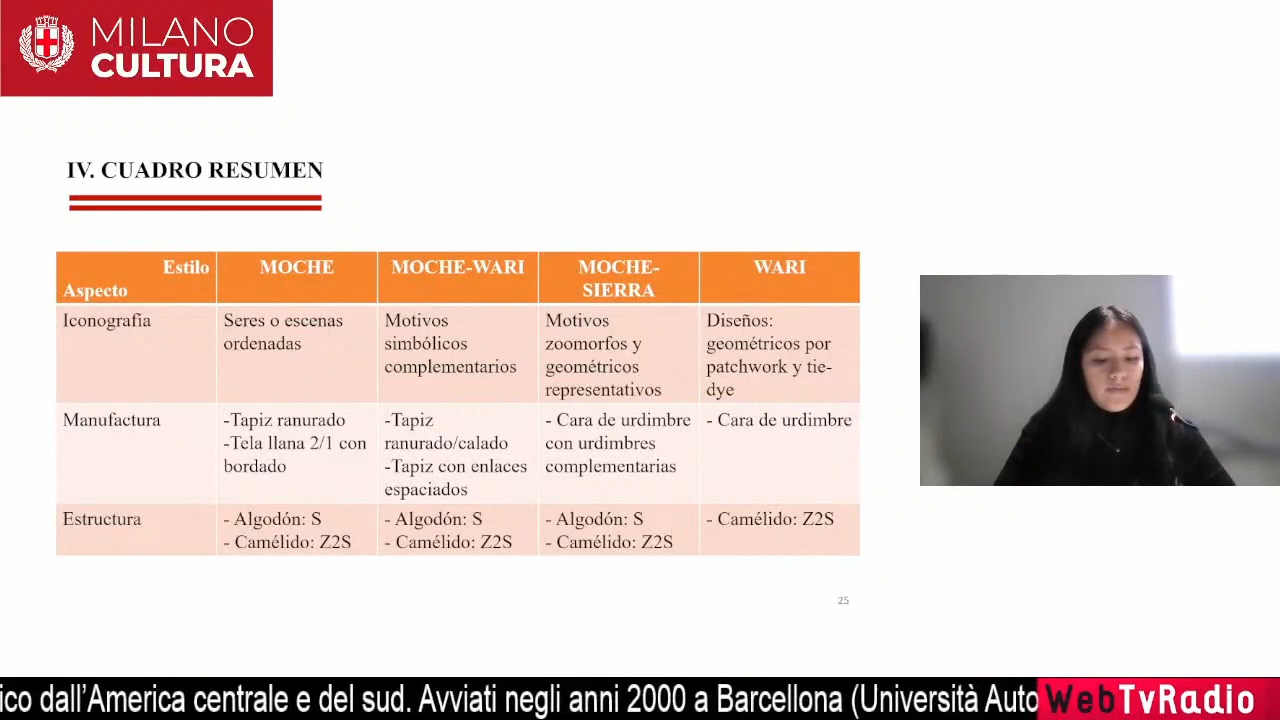 MILANO
CULTURA
IV. CUADRO RESUMEN
Estilo
Aspecto
MOCHE
MOCHE-WARI
MOCHE-
SIERRA
WARI
Iconografía
Seres o escenas
ordenadas
Motivos
simbólicos
complementarios
Motivos
zoomorfos y
geométricos
representativos
Diseños:
geométricos por
patchwork y tie-
dye
Manufactura
-Tapiz ranurado
-Tela llana 2/1 con
bordado
-Tapiz
ranurado/calado
-Tapiz con enlaces
espaciados
- Cara de urdimbre
con urdimbres
complementarias
- Cara de urdimbre
Estructura
- Algodón: S
- Camélido: Z2S
- Algodón: S
- Camélido: Z2S
- Algodón: S
- Camélido: Z2S
- Camélido: Z2S
25
ico dall’America centrale e del sud. Avviati negli anni 2000 a Barcellona (Università Auto
WebTvRadio